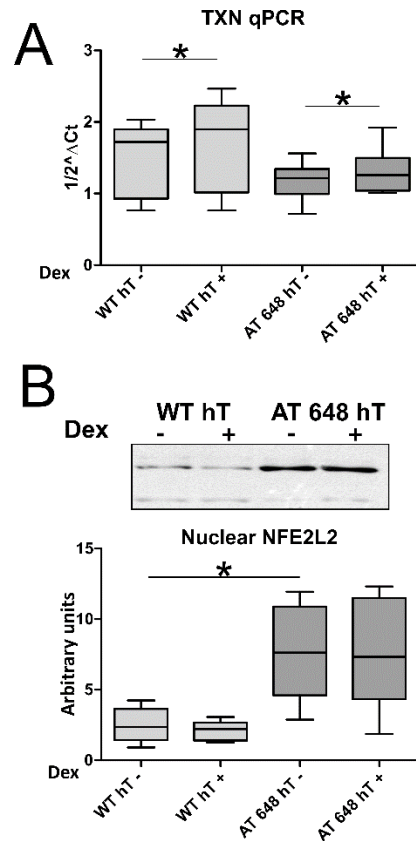 A
TXN qPCR
1/2^ΔCt
3
*
*
2
1
0
Dex
WT hT -
WT hT +
AT 648 hT -
AT 648 hT +
B
WT hT AT 648 hT
Dex - + - +
Nuclear NFE2L2
Arbitrary units
15
*
10
5
0
Dex
WT hT -
WT hT +
AT 648 hT -
AT 648 hT +